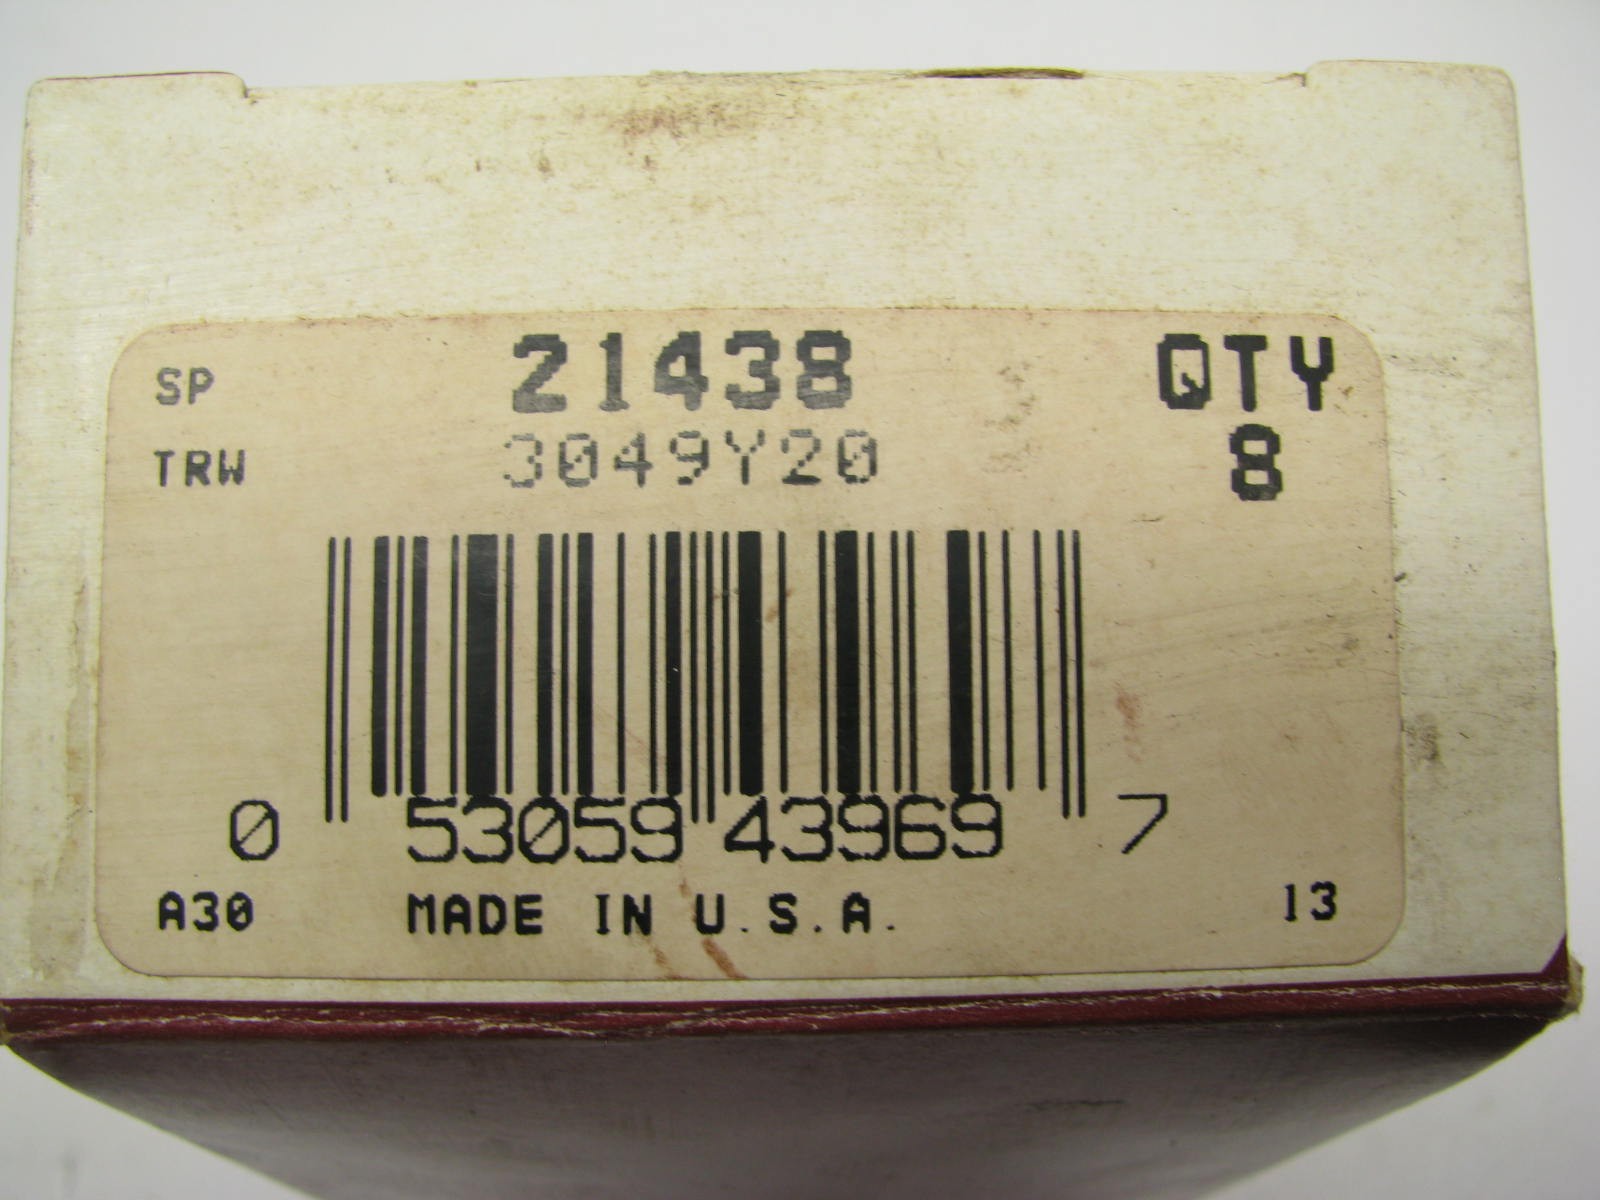 SP 21438 QTY
TRW 3049Y20 8
0 53059 43969 7
A30 MADE IN U.S.A. 13